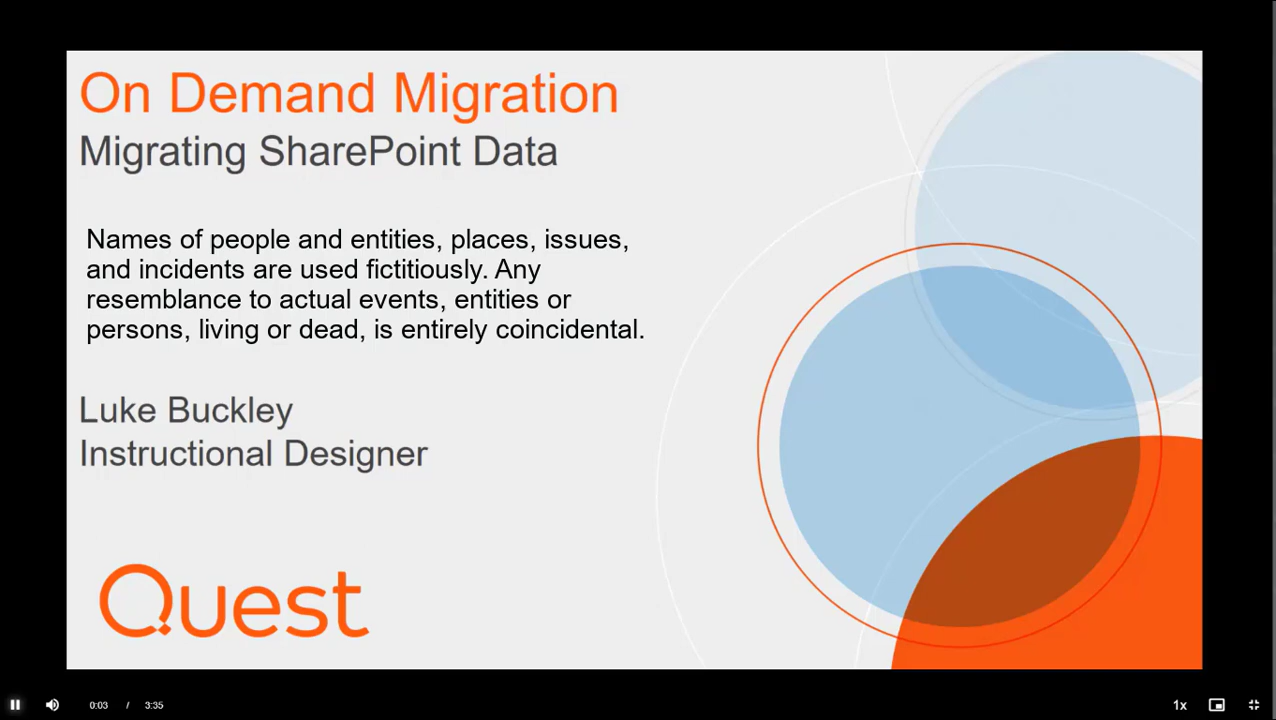 On Demand Migration
Migrating SharePoint Data
Names of people and entities, places, issues,
and incidents are used fictitiously. Any
resemblance to actual events, entities or
persons, living or dead, is entirely coincidental.
Luke Buckley
Instructional Designer
Quest
0:03 / 3:35 1x